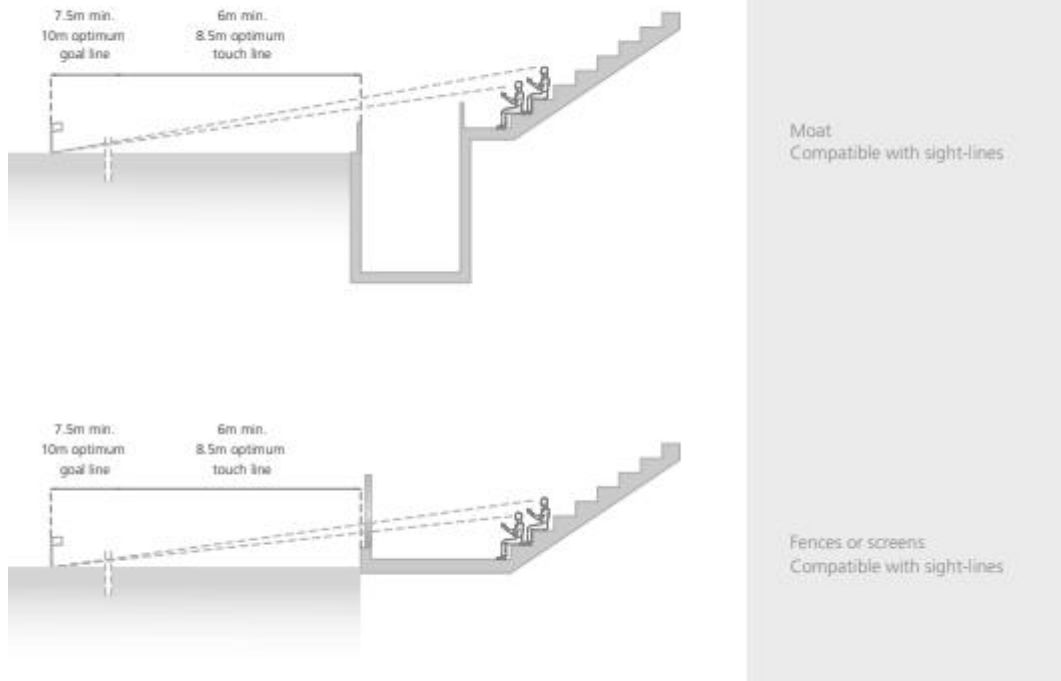 7.5m min.
10m optimum
goal line
6m min.
8.5m optimum
touch line
Moat
Compatible with sight-lines
7.5m min.
10m optimum
goal line
6m min.
8.5m optimum
touch line
Fences or screens
Compatible with sight-lines